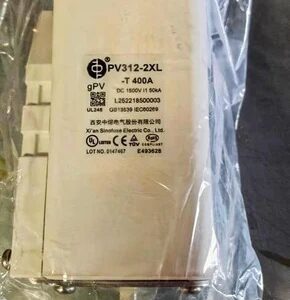 PV312-2XL
-T 400A
gPV
DC 1500V I1 50kA
L252218500003
UL248 GB13539 IEC60269
西安中熔电气股份有限公司
Xi'an Sinofuse Electric Co., Ltd.
LOT NO. 0147467 E493628